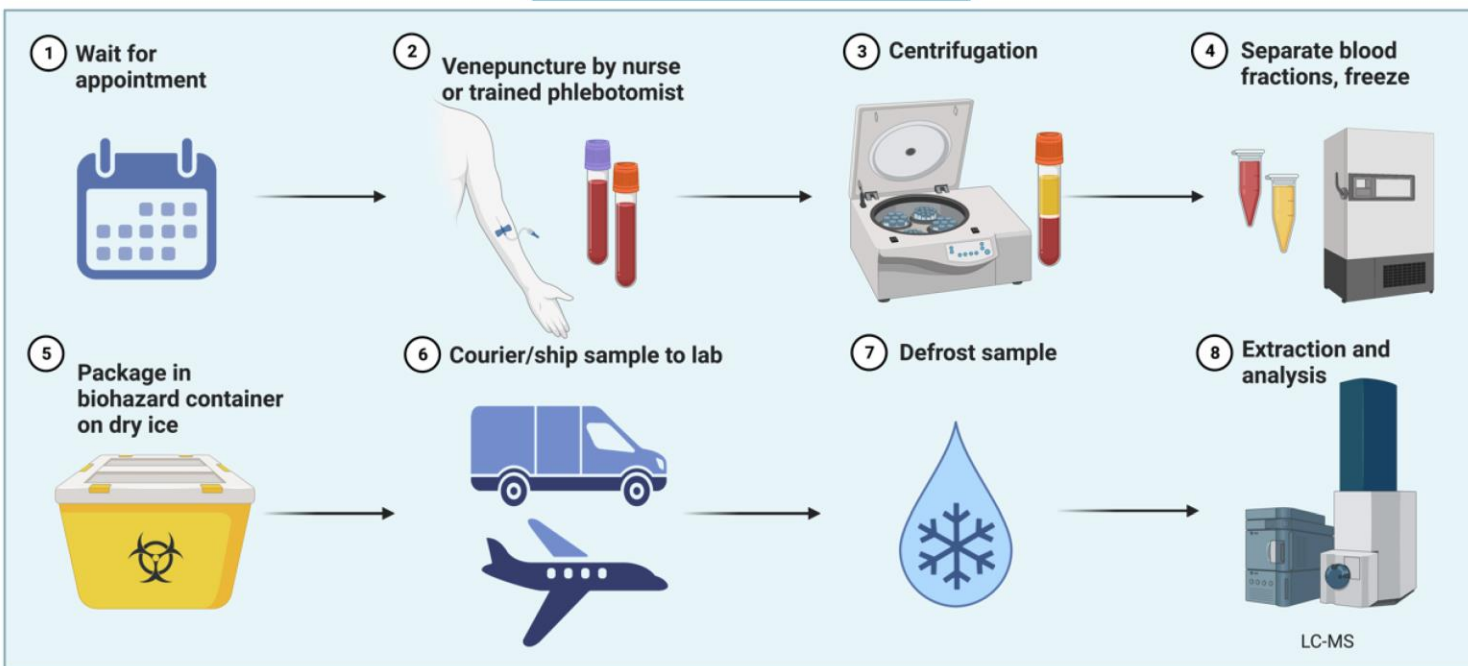 1 Wait for
appointment
2 Venepuncture by nurse
or trained phlebotomist
3 Centrifugation
4 Separate blood
fractions, freeze
5 Package in
biohazard container
on dry ice
6 Courier/ship sample to lab
7 Defrost sample
8 Extraction and
analysis
LC-MS